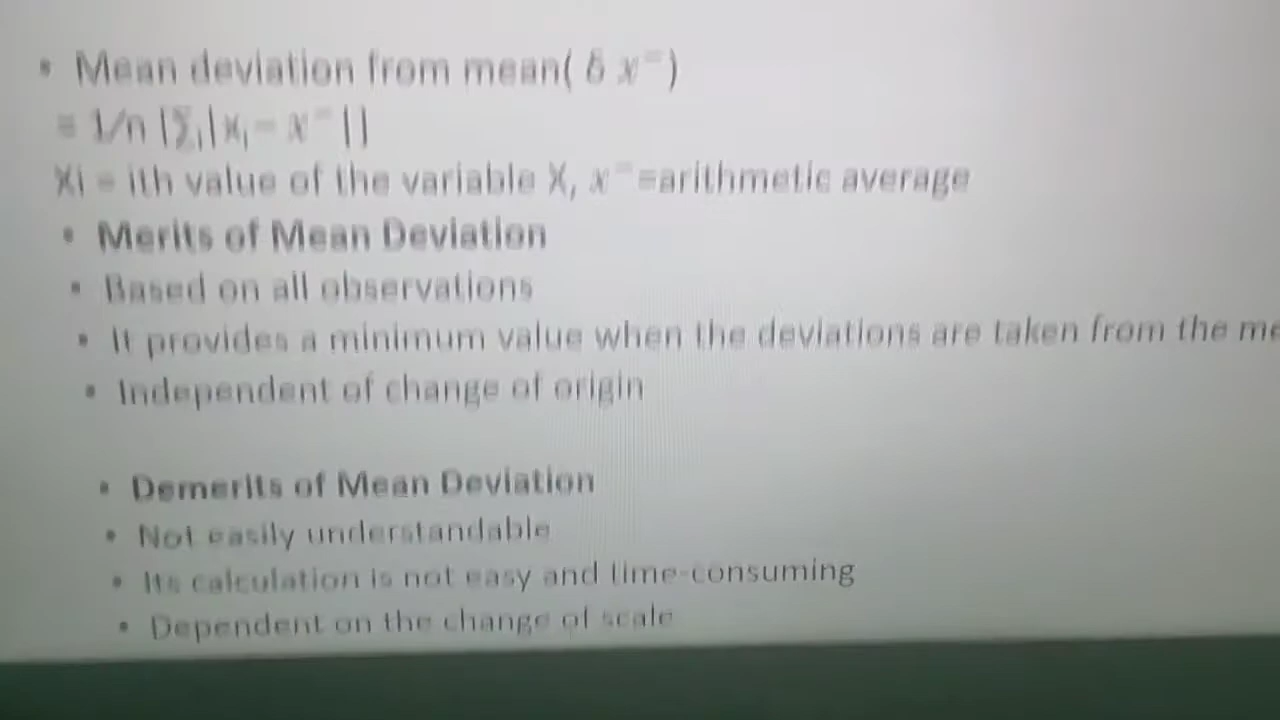 • Mean deviation from mean( δ x⁻)
= 1/n [∑ᵢ|xᵢ− x⁻|]
Xi = ith value of the variable X, x⁻=arithmetic average
• Merits of Mean Deviation
• Based on all observations
• It provides a minimum value when the deviations are taken from the
• Independent of change of origin
• Demerits of Mean Deviation
• Not easily understandable
• Its calculation is not easy and time-consuming
• Dependent on the change of scale